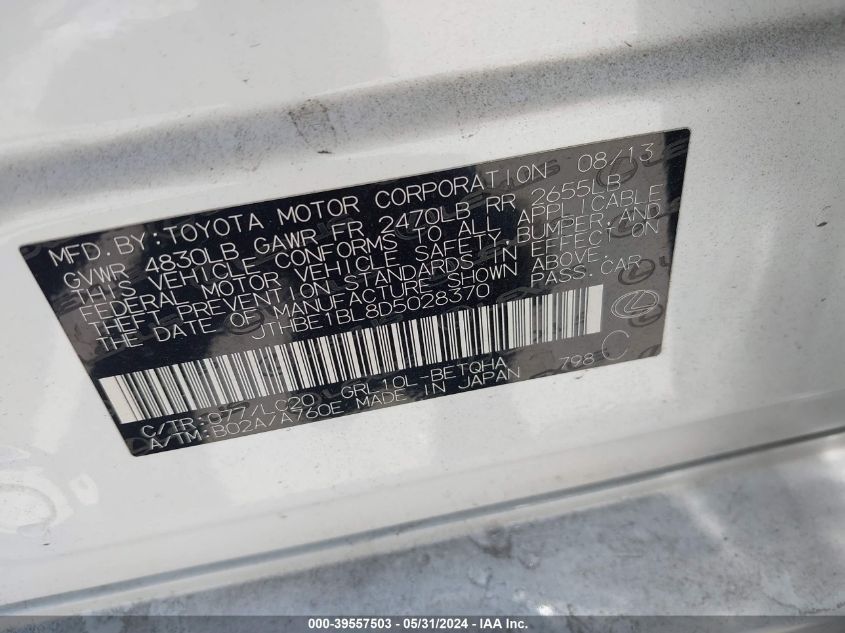 MFD. BY: TOYOTA MOTOR CORPORATION 08/13
GVWR 4830LB GAWR FR 2470LB RR 2655LB
THIS VEHICLE CONFORMS TO ALL APPLICABLE
FEDERAL MOTOR VEHICLE SAFETY, BUMPER, AND
THEFT PREVENTION STANDARDS IN EFFECT ON
THE DATE OF MANUFACTURE SHOWN ABOVE.
JTHBE1BL8D5028370 PASS. CAR
C/TR: /LC20 GRL10L-BETQHA 798 C
A/TM: B02A/A760E MADE IN JAPAN
000-39557503 - 05/31/2024 - IAA Inc.